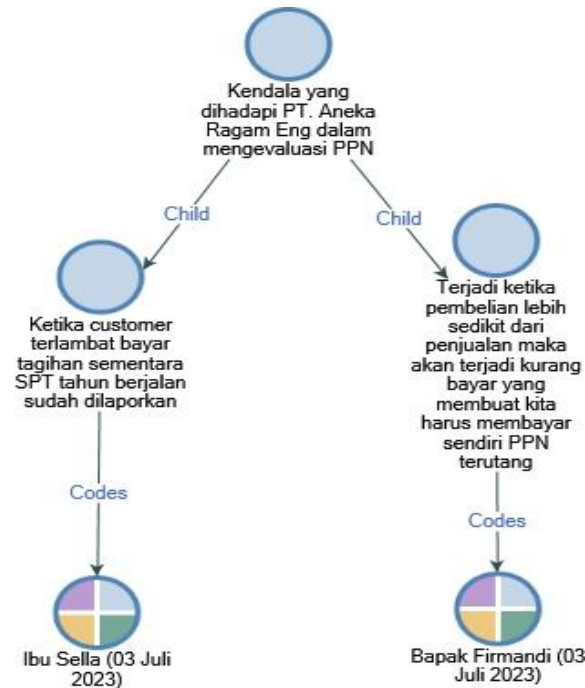 Kendala yang
dihadapi PT. Aneka
Ragam Eng dalam
mengevaluasi PPN
Child
Child
Ketika customer
terlambat bayar
tagihan sementara
SPT tahun berjalan
sudah dilaporkan
Terjadi ketika
pembelian lebih
sedikit dari
penjualan maka
akan terjadi kurang
bayar yang
membuat kita
harus membayar
sendiri PPN
terutang
Codes
Codes
Ibu Sella (03 Juli
2023)
Bapak Firmandi (03
Juli 2023)